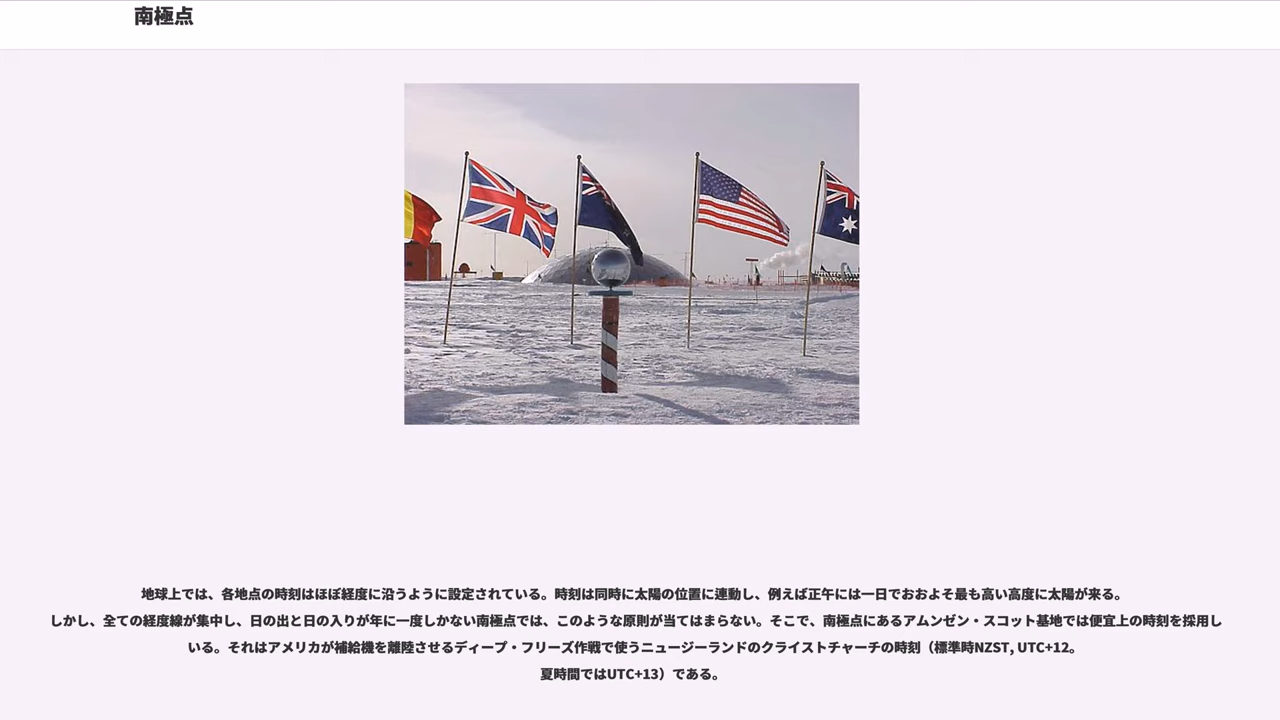 南極点
地球上では、各地点の時刻はほぼ経度に沿うように設定されている。時刻は同時に太陽の位置に連動し、例えば正午には一日でおおよそ最も高い高度に太陽が来る。
しかし、全ての経度線が集中し、日の出と日の入りが年に一度しかない南極点では、このような原則が当てはまらない。そこで、南極点にあるアムンゼン・スコット基地では便宜上の時刻を採用し
いる。それはアメリカが補給機を離陸させるディープ・フリーズ作戦で使うニュージーランドのクライストチャーチの時刻（標準時NZST, UTC+12。
夏時間ではUTC+13）である。